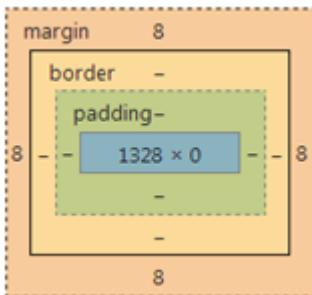 margin 8
border –
padding–
8 – – 1328 × 0 – – 8
–
–
8